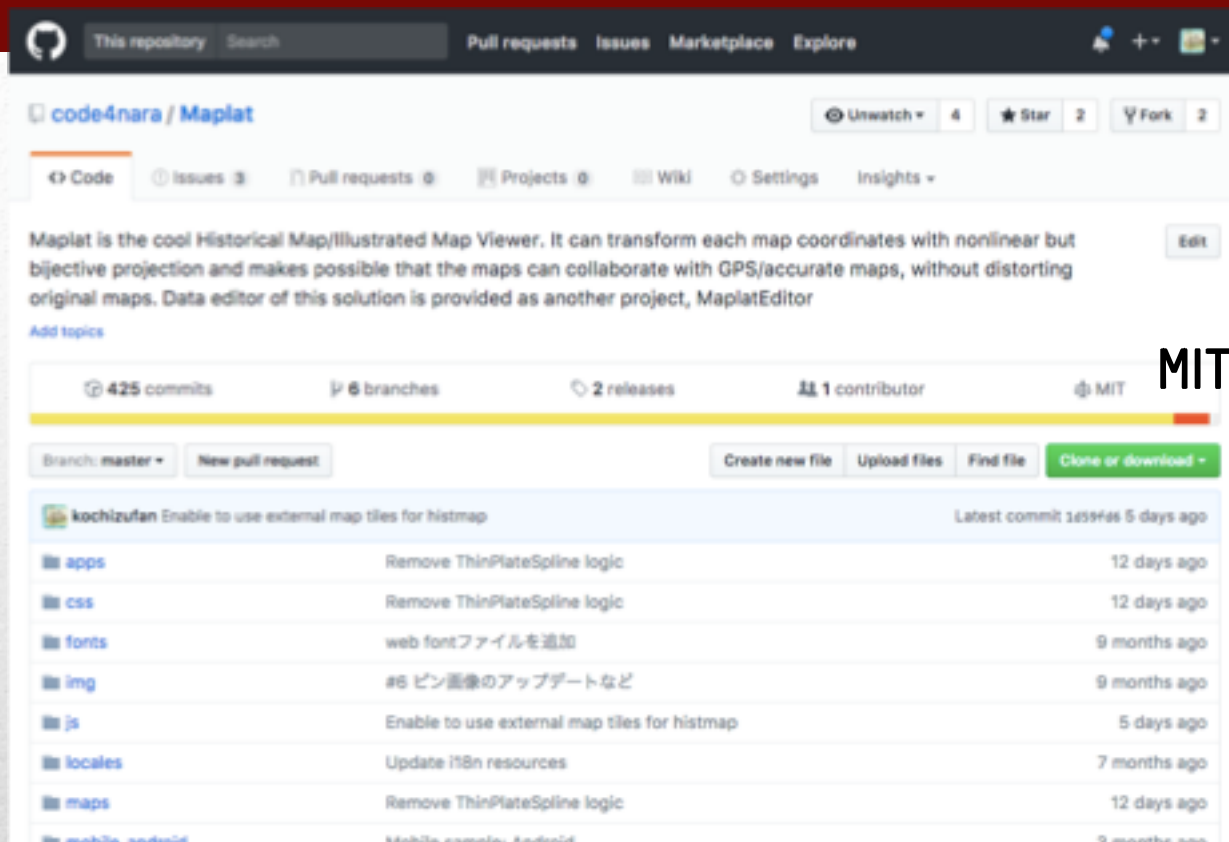 This repository Search Pull requests Issues Marketplace Explore
code4nara / Maplat Unwatch 4 Star 2 Fork 2
Code Issues 3 Pull requests 0 Projects 0 Wiki Settings Insights
Maplat is the cool Historical Map/Illustrated Map Viewer. It can transform each map coordinates with nonlinear but
bijective projection and makes possible that the maps can collaborate with GPS/accurate maps, without distorting
original maps. Data editor of this solution is provided as another project, MaplatEditor
Edit
Add topics
MIT
425 commits 6 branches 2 releases 1 contributor MIT
Branch: master New pull request Create new file Upload files Find file Clone or download
kochizufan Enable to use external map tiles for histmap Latest commit 5 days ago
apps Remove ThinPlateSpline logic 12 days ago
css Remove ThinPlateSpline logic 12 days ago
fonts web fontファイルを追加 9 months ago
img #6 ピン画像のアップデートなど 9 months ago
js Enable to use external map tiles for histmap 5 days ago
locales Update i18n resources 7 months ago
maps Remove ThinPlateSpline logic 12 days ago
mobile_android Mobile sample: Android 3 months ago